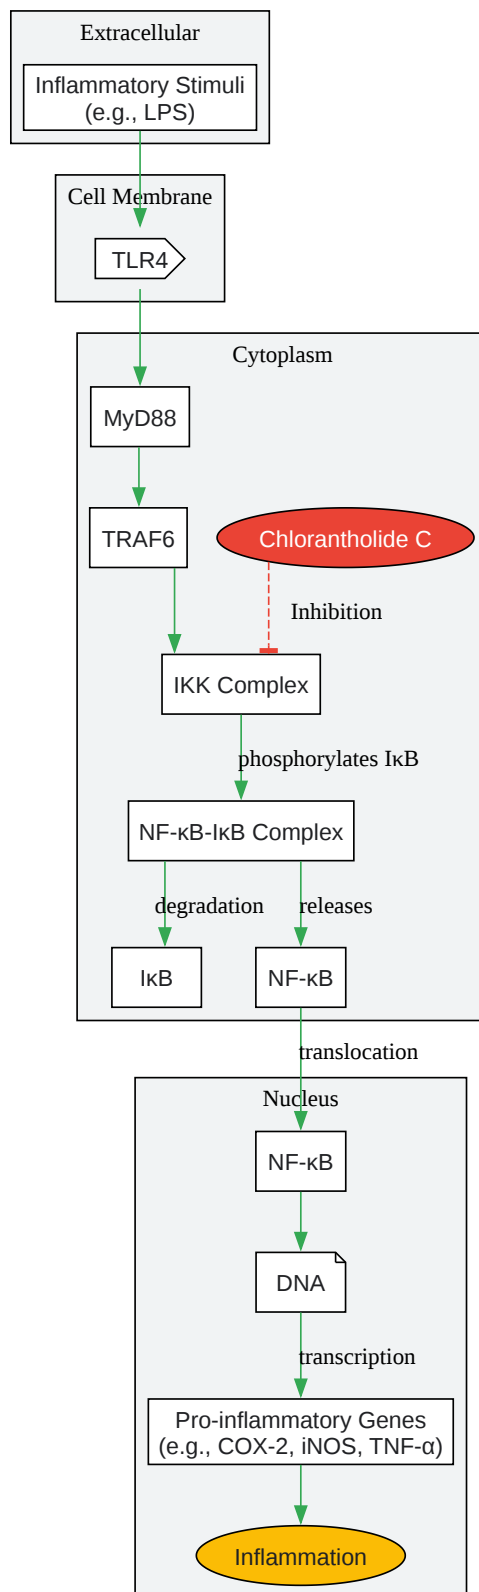 Extracellular
Inflammatory Stimuli
(e.g., LPS)
Cell Membrane
TLR4
Cytoplasm
MyD88
TRAF6
Chlorantholide C
Inhibition
IKK Complex
phosphorylates IκB
NF-κB-IκB Complex
degradation
releases
IκB
NF-κB
translocation
Nucleus
NF-κB
DNA
transcription
Pro-inflammatory Genes
(e.g., COX-2, iNOS, TNF-α)
Inflammation